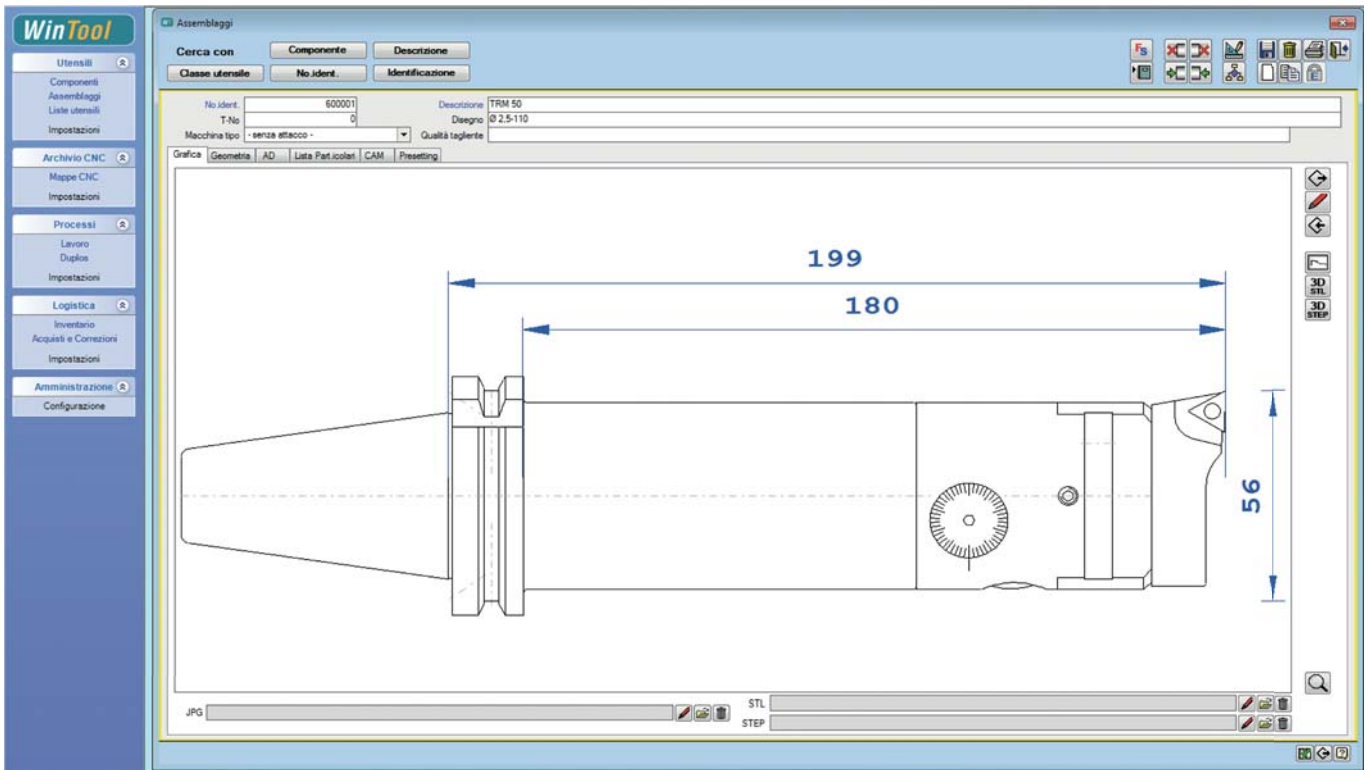 WinTool
Utensili
Componenti
Assemblaggi
Liste utensili
Impostazioni
Archivio CNC
Mappe CNC
Impostazioni
Processi
Lavoro
Duplos
Impostazioni
Logistica
Inventario
Acquisti e Correzioni
Impostazioni
Amministrazione
Configurazione
Assemblaggi
Cerca con Componente Descrizione
Classe utensile No.ident. Identificazione
FS
No.ident. 600001 Descrizione TRM 50
T-No 0 Disegno Ø 2,5-110
Macchina tipo - senza attacco - Qualità tagliente
Grafica Geometria AD Lista Part.icolari CAM Presetting
199
180
56
3D
STL
3D
STEP
JPG
STL
STEP